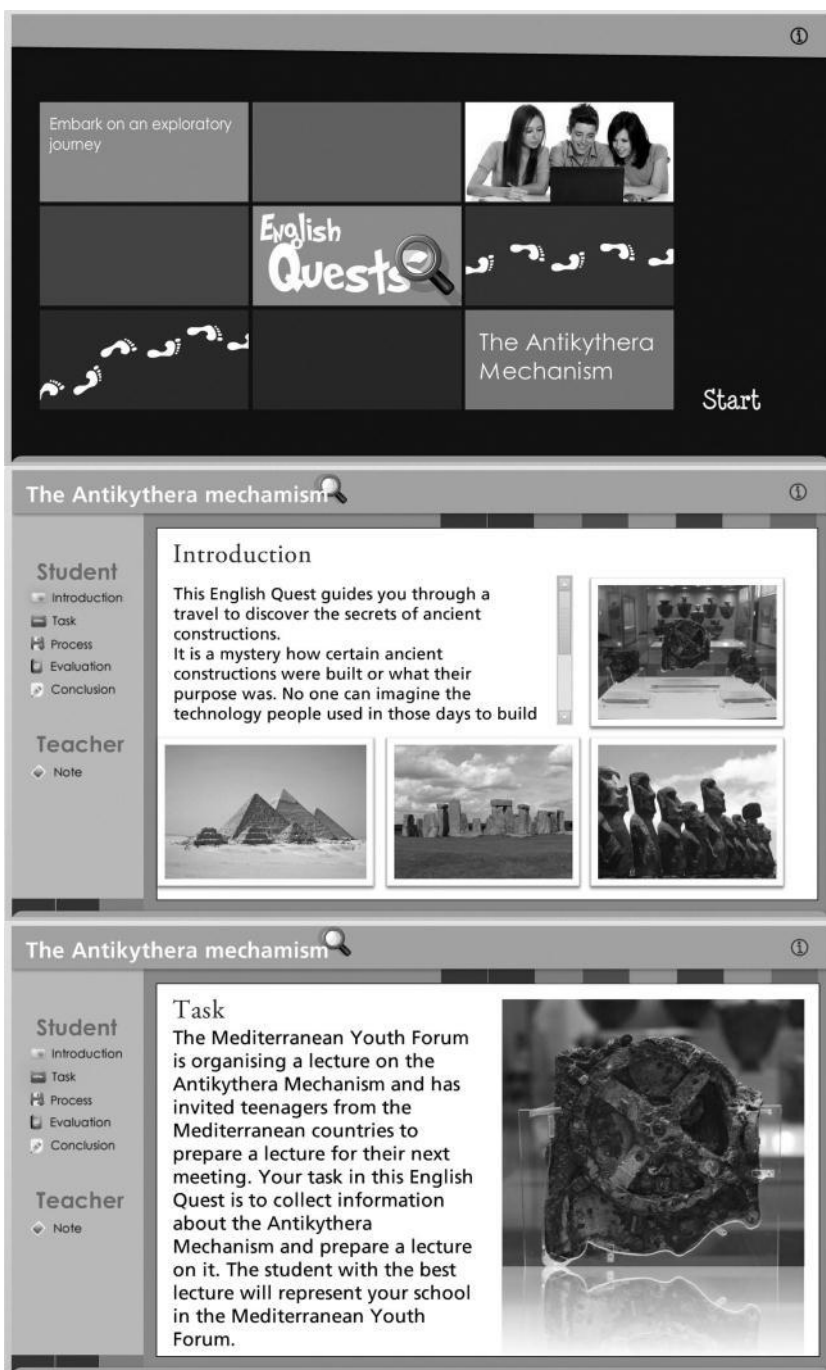 Embark on an exploratory
journey
English
Quests
The Antikythera
Mechanism
Start
The Antikythera mechamism
Student
Introduction
Task
Process
Evaluation
Conclusion
Teacher
Note
Introduction
This English Quest guides you through a
travel to discover the secrets of ancient
constructions.
It is a mystery how certain ancient
constructions were built or what their
purpose was. No one can imagine the
technology people used in those days to build
The Antikythera mechamism
Student
Introduction
Task
Process
Evaluation
Conclusion
Teacher
Note
Task
The Mediterranean Youth Forum
is organising a lecture on the
Antikythera Mechanism and has
invited teenagers from the
Mediterranean countries to
prepare a lecture for their next
meeting. Your task in this English
Quest is to collect information
about the Antikythera
Mechanism and prepare a lecture
on it. The student with the best
lecture will represent your school
in the Mediterranean Youth
Forum.